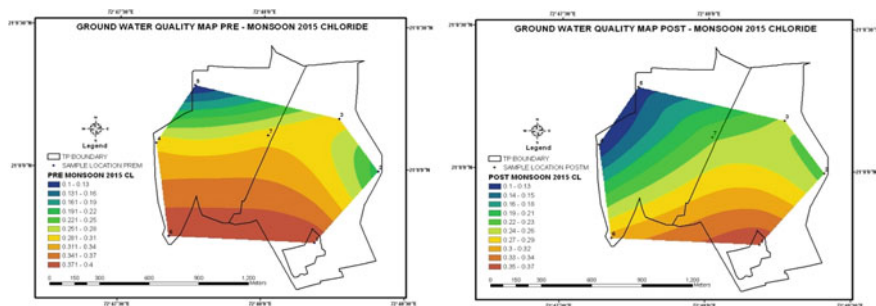 GROUND WATER QUALITY MAP PRE - MONSOON 2015 CHLORIDE
Legend
TP.BOUNDARY
SAMPLE LOCATION PREM
PRE MONSOON 2015 CL
0.1 - 0.13
0.131 - 0.16
0.161 - 0.19
0.191 - 0.22
0.221 - 0.25
0.251 - 0.28
0.281 - 0.31
0.311 - 0.34
0.341 - 0.37
0.371 - 0.4
0 150 300 600 900 1,200
Meters
GROUND WATER QUALITY MAP POST - MONSOON 2015 CHLORIDE
Legend
TP.BOUNDARY
SAMPLE LOCATION POSTM
POST MONSOON 2015 CL
0.1 - 0.13
0.14 - 0.15
0.16 - 0.18
0.19 - 0.21
0.22 - 0.23
0.24 - 0.26
0.27 - 0.29
0.3 - 0.32
0.33 - 0.34
0.35 - 0.37
0 150 300 600 900 1,200
Meters